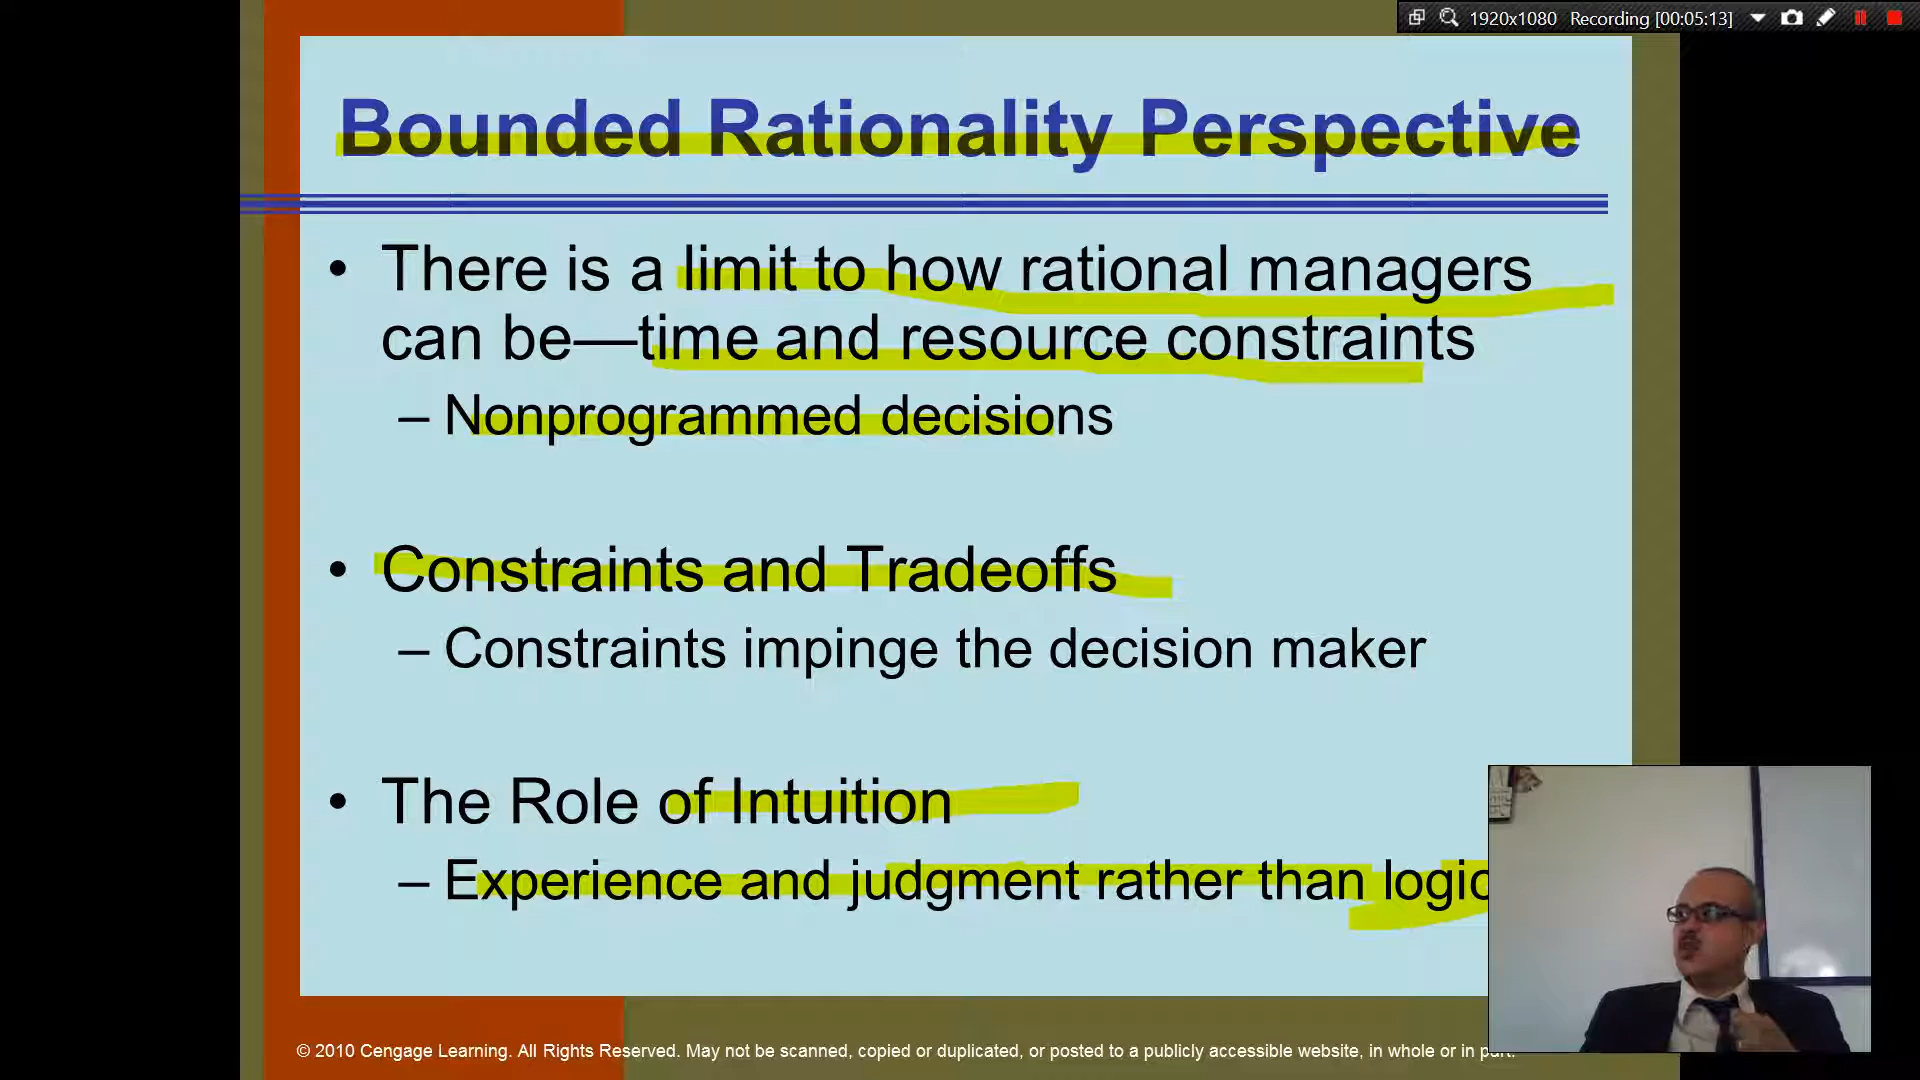 1920x1080 Recording [00:05:13]
Bounded Rationality Perspective
• There is a limit to how rational managers
can be—time and resource constraints
– Nonprogrammed decisions
• Constraints and Tradeoffs
– Constraints impinge the decision maker
• The Role of Intuition
– Experience and judgment rather than logic
© 2010 Cengage Learning. All Rights Reserved. May not be scanned, copied or duplicated, or posted to a publicly accessible website, in whole or in part.